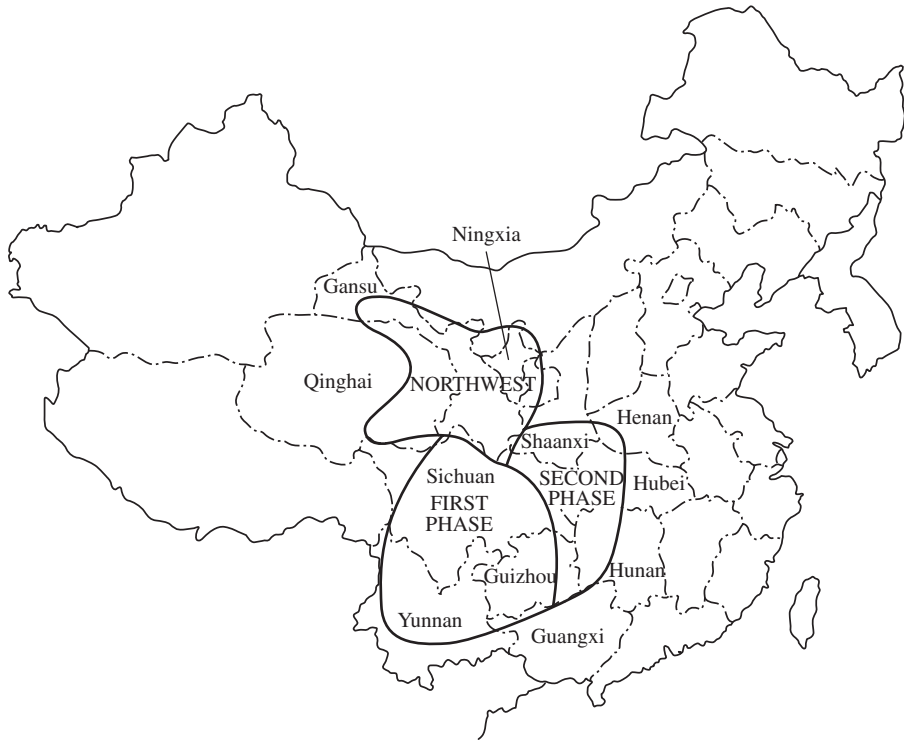 Ningxia
Gansu
Qinghai
NORTHWEST
Henan
Shaanxi
Sichuan
SECOND
PHASE
Hubei
FIRST
PHASE
Guizhou
Hunan
Yunnan
Guangxi